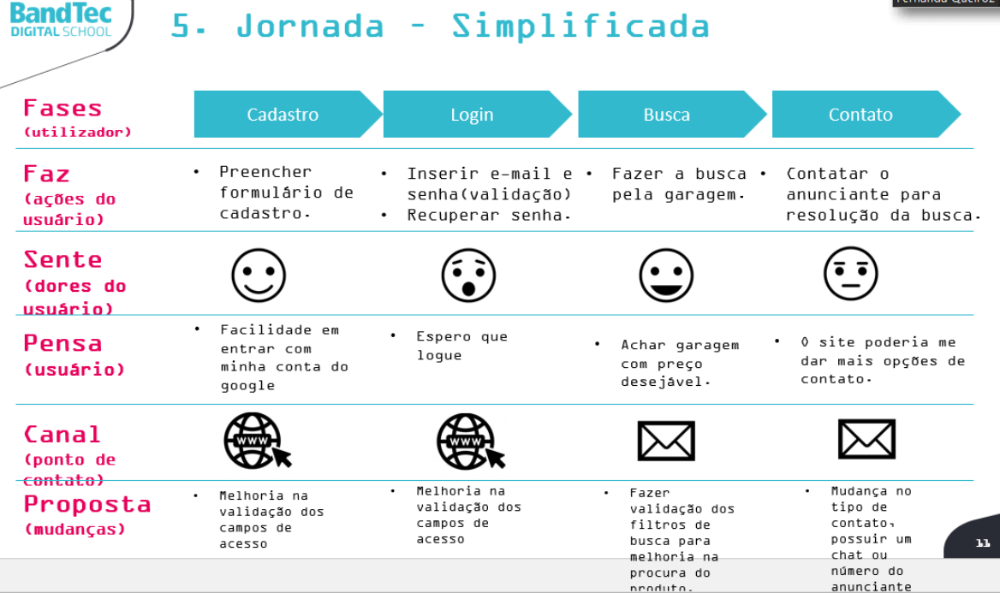 BandTec
DIGITAL SCHOOL
Fernanda Queiroz
5. Jornada - Simplificada
Fases
(utilizador)
Cadastro
Login
Busca
Contato
Faz
(ações do
usuário)
• Preencher
formulário de
cadastro.
• Inserir e-mail e
senha(validação)
• Recuperar senha.
• Fazer a busca
pela garagem.
• Contatar o
anunciante para
resolução da busca.
Sente
(dores do
usuário)
Pensa
(usuário)
• Facilidade em
entrar com
minha conta do
google
• Espero que
logue
• Achar garagem
com preço
desejável.
• O site poderia me
dar mais opções de
contato.
Canal
(ponto de
contato)
WWW
WWW
Proposta
(mudanças)
• Melhoria na
validação dos
campos de
acesso
• Melhoria na
validação dos
campos de
acesso
• Fazer
validação dos
filtros de
busca para
melhoria na
procura do
produto.
• Mudança no
tipo de
contato,
possuir um
chat ou
número do
anunciante
11